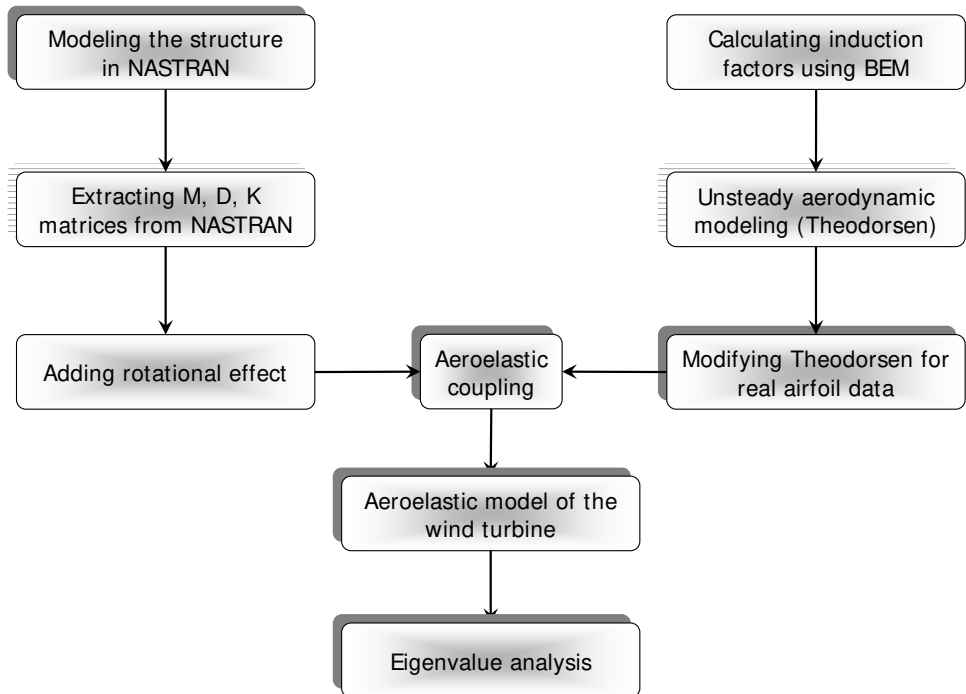 Modeling the structure
in NASTRAN
Calculating induction
factors using BEM
Extracting M, D, K
matrices from NASTRAN
Unsteady aerodynamic
modeling (Theodorsen)
Adding rotational effect
Aeroelastic
coupling
Modifying Theodorsen for
real airfoil data
Aeroelastic model of the
wind turbine
Eigenvalue analysis